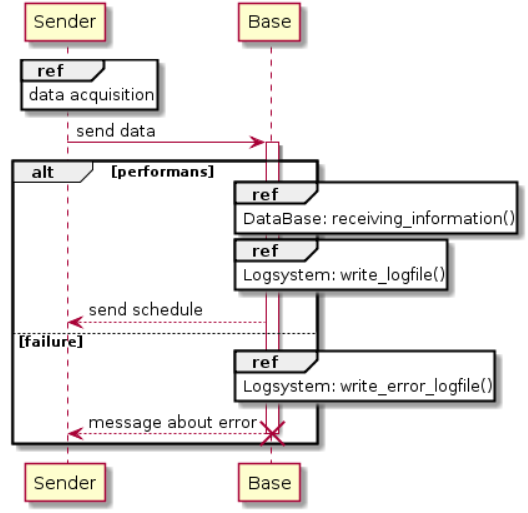 Sender
Base
ref
data acquisition
send data
alt
[performans]
ref
DataBase: receiving_information()
ref
Logsystem: write_logfile()
send schedule
[failure]
ref
Logsystem: write_error_logfile()
message about error
Sender
Base